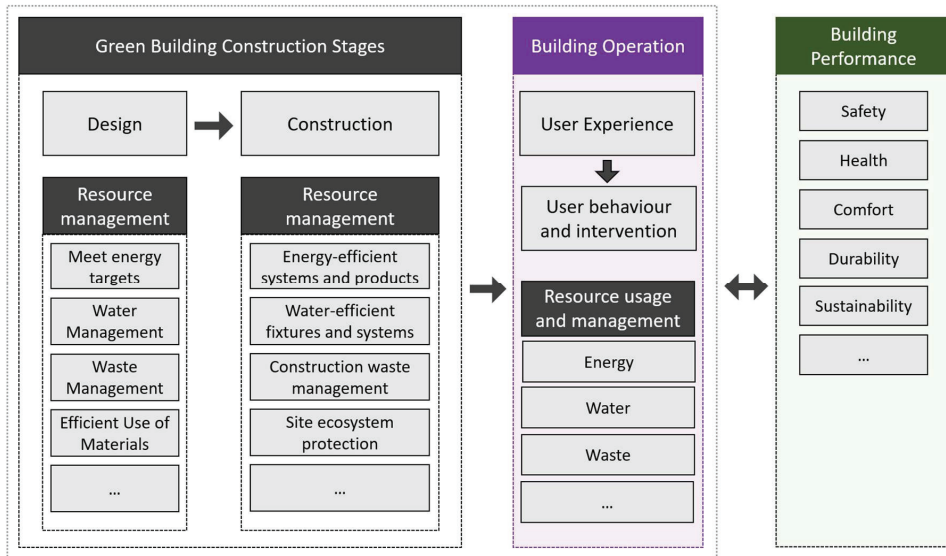 Green Building Construction Stages
Design
Construction
Resource
management
Meet energy
targets
Water
Management
Waste
Management
Efficient Use of
Materials
...
Resource
management
Energy-efficient
systems and products
Water-efficient
fixtures and systems
Construction waste
management
Site ecosystem
protection
...
Building Operation
User Experience
User behaviour
and intervention
Resource usage
and management
Energy
Water
Waste
...
Building
Performance
Safety
Health
Comfort
Durability
Sustainability
...